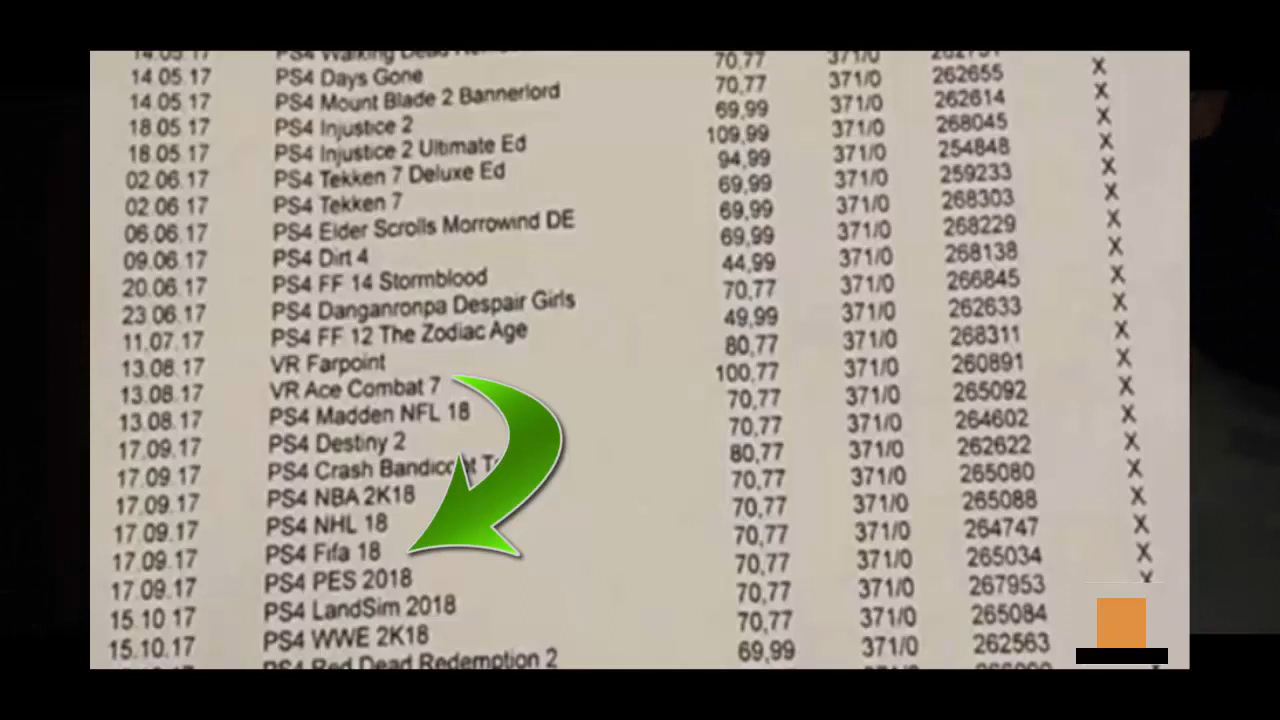 14.05.17 PS4 Walking Dead
14.05.17 PS4 Days Gone 70,77 371/0
14.05.17 PS4 Mount Blade 2 Bannerlord 70,77 371/0 262655 X
18.05.17 PS4 Injustice 2 69,99 371/0 262614 X
18.05.17 PS4 Injustice 2 Ultimate Ed 109,99 371/0 268045 X
02.06.17 PS4 Tekken 7 Deluxe Ed 94,99 371/0 254848 X
02.06.17 PS4 Tekken 7 69,99 371/0 259233 X
06.06.17 PS4 Elder Scrolls Morrowind DE 69,99 371/0 268303 X
09.06.17 PS4 Dirt 4 69,99 371/0 268229 X
20.06.17 PS4 FF 14 Stormblood 44,99 371/0 268138 X
23.06.17 PS4 Danganronpa Despair Girls 70,77 371/0 266845 X
11.07.17 PS4 FF 12 The Zodiac Age 49,99 371/0 262633 X
13.08.17 VR Farpoint 80,77 371/0 268311 X
13.08.17 VR Ace Combat 7 100,77 371/0 260891 X
13.08.17 PS4 Madden NFL 18 70,77 371/0 265092 X
17.09.17 PS4 Destiny 2 70,77 371/0 264602 X
17.09.17 PS4 Crash 80,77 371/0 262622 X
17.09.17 PS4 NBA 2K18 70,77 371/0 265080 X
17.09.17 PS4 NHL 18 70,77 371/0 265088 X
17.09.17 PS4 Fifa 18 70,77 371/0 264747 X
17.09.17 PS4 PES 2018 70,77 371/0 265034 X
15.10.17 PS4 LandSim 2018 70,77 371/0 267953 X
15.10.17 PS4 WWE 2K18 70,77 371/0 265084
PS4 Red Dead Redemption 2 69,99 371/0 262563